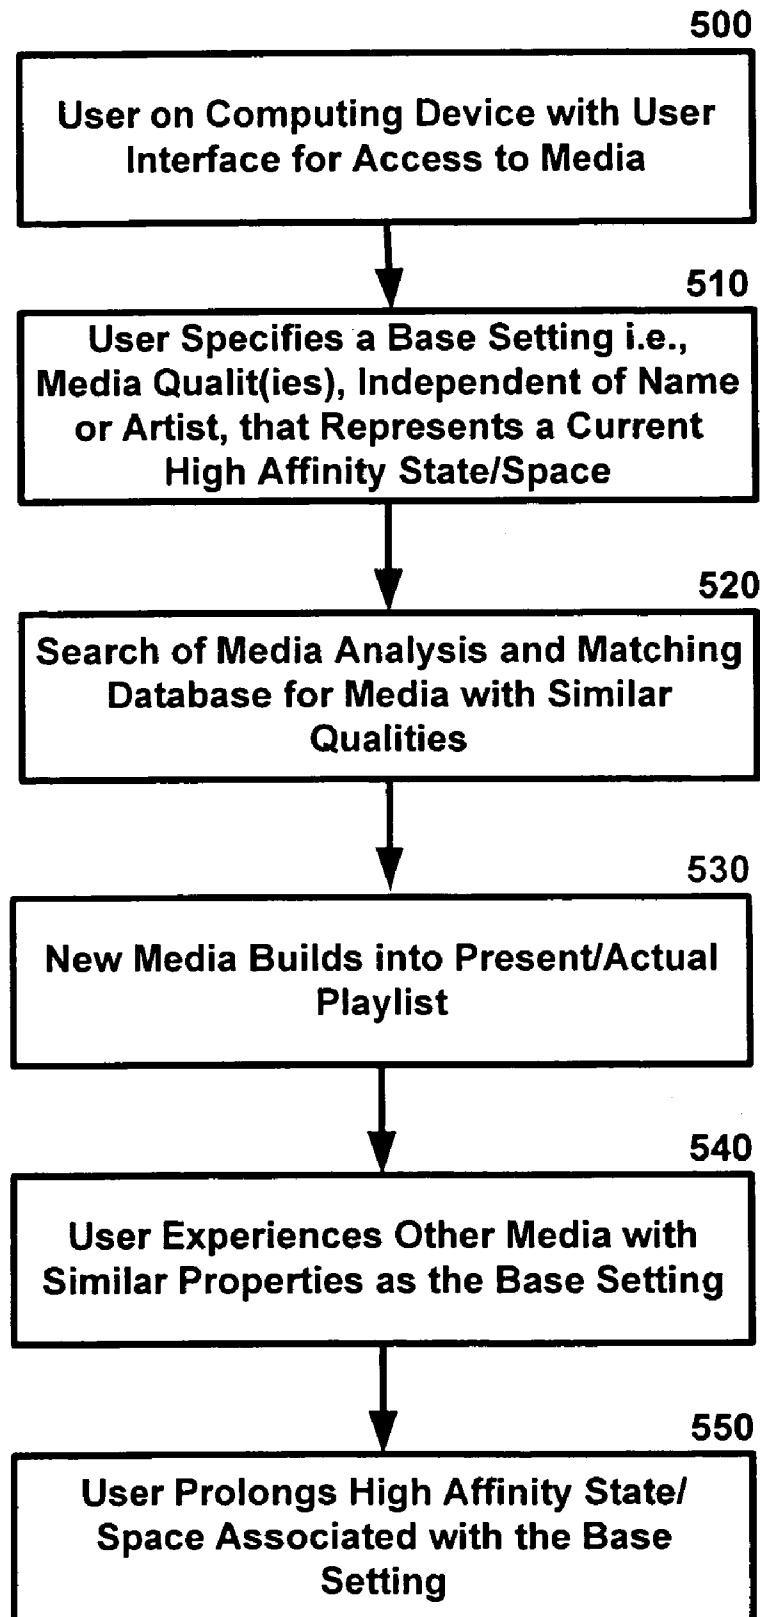 500
User on Computing Device with User
Interface for Access to Media
510
User Specifies a Base Setting i.e.,
Media Qualit(ies), Independent of Name
or Artist, that Represents a Current
High Affinity State/Space
520
Search of Media Analysis and Matching
Database for Media with Similar
Qualities
530
New Media Builds into Present/Actual
Playlist
540
User Experiences Other Media with
Similar Properties as the Base Setting
550
User Prolongs High Affinity State/
Space Associated with the Base
Setting